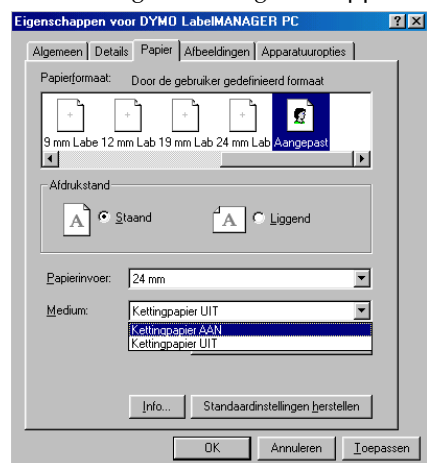 Eigenschappen voor DYMO LabelMANAGER PC
Algemeen Details Papier Afbeeldingen Apparatuuropties
Papierformaat: Door de gebruiker gedefinieerd formaat
9 mm Labe 12 mm Lab 19 mm Lab 24 mm Lab Aangepast
Afdrukstand
A Staand A Liggend
Papierinvoer: 24 mm
Medium: Kettingpapier UIT
Kettingpapier AAN
Kettingpapier UIT
Info... Standaardinstellingen herstellen
OK Annuleren Toepassen